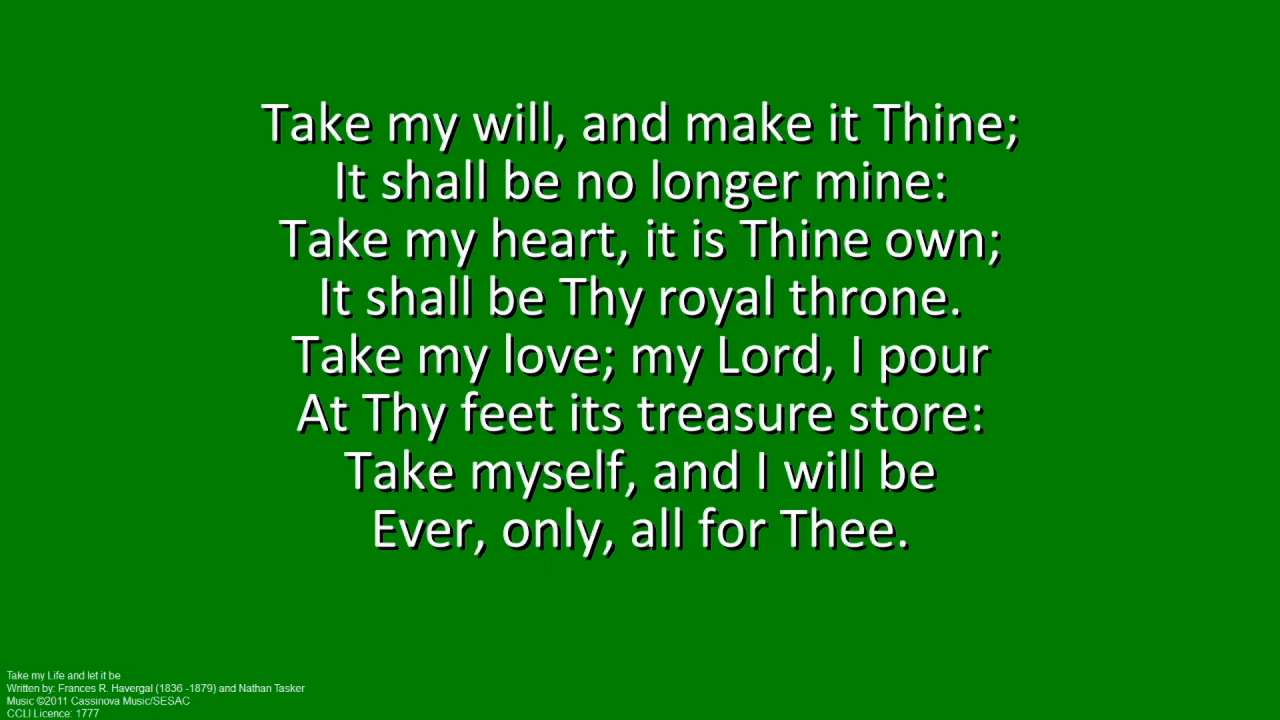 Take my will, and make it Thine;
It shall be no longer mine:
Take my heart, it is Thine own;
It shall be Thy royal throne.
Take my love; my Lord, I pour
At Thy feet its treasure store:
Take myself, and I will be
Ever, only, all for Thee.
Take my Life and let it be
Written by: Frances R. Havergal (1836 -1879) and Nathan Tasker
Music ©2011 Cassinova Music/SESAC
CCLI Licence: 1777